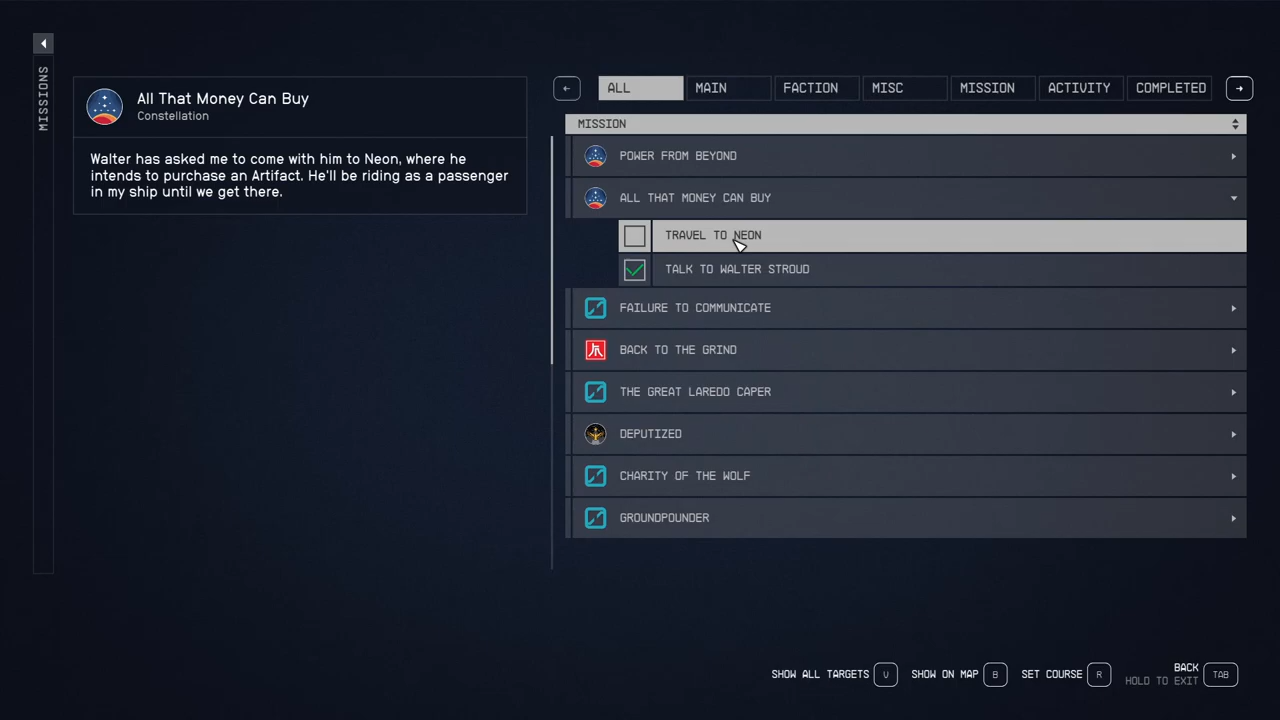 MISSIONS
All That Money Can Buy
Constellation
Walter has asked me to come with him to Neon, where he
intends to purchase an Artifact. He'll be riding as a passenger
in my ship until we get there.
ALL MAIN FACTION MISC MISSION ACTIVITY COMPLETED
MISSION
POWER FROM BEYOND
ALL THAT MONEY CAN BUY
TRAVEL TO NEON
TALK TO WALTER STROUD
FAILURE TO COMMUNICATE
BACK TO THE GRIND
THE GREAT LAREDO CAPER
DEPUTIZED
CHARITY OF THE WOLF
GROUNDPOUNDER
SHOW ALL TARGETS V SHOW ON MAP B SET COURSE R BACK TAB
HOLD TO EXIT